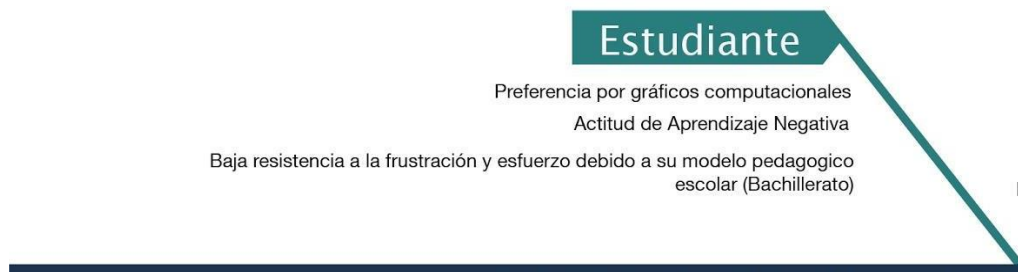 Estudiante
Preferencia por gráficos computacionales
Actitud de Aprendizaje Negativa
Baja resistencia a la frustración y esfuerzo debido a su modelo pedagogico
escolar (Bachillerato)